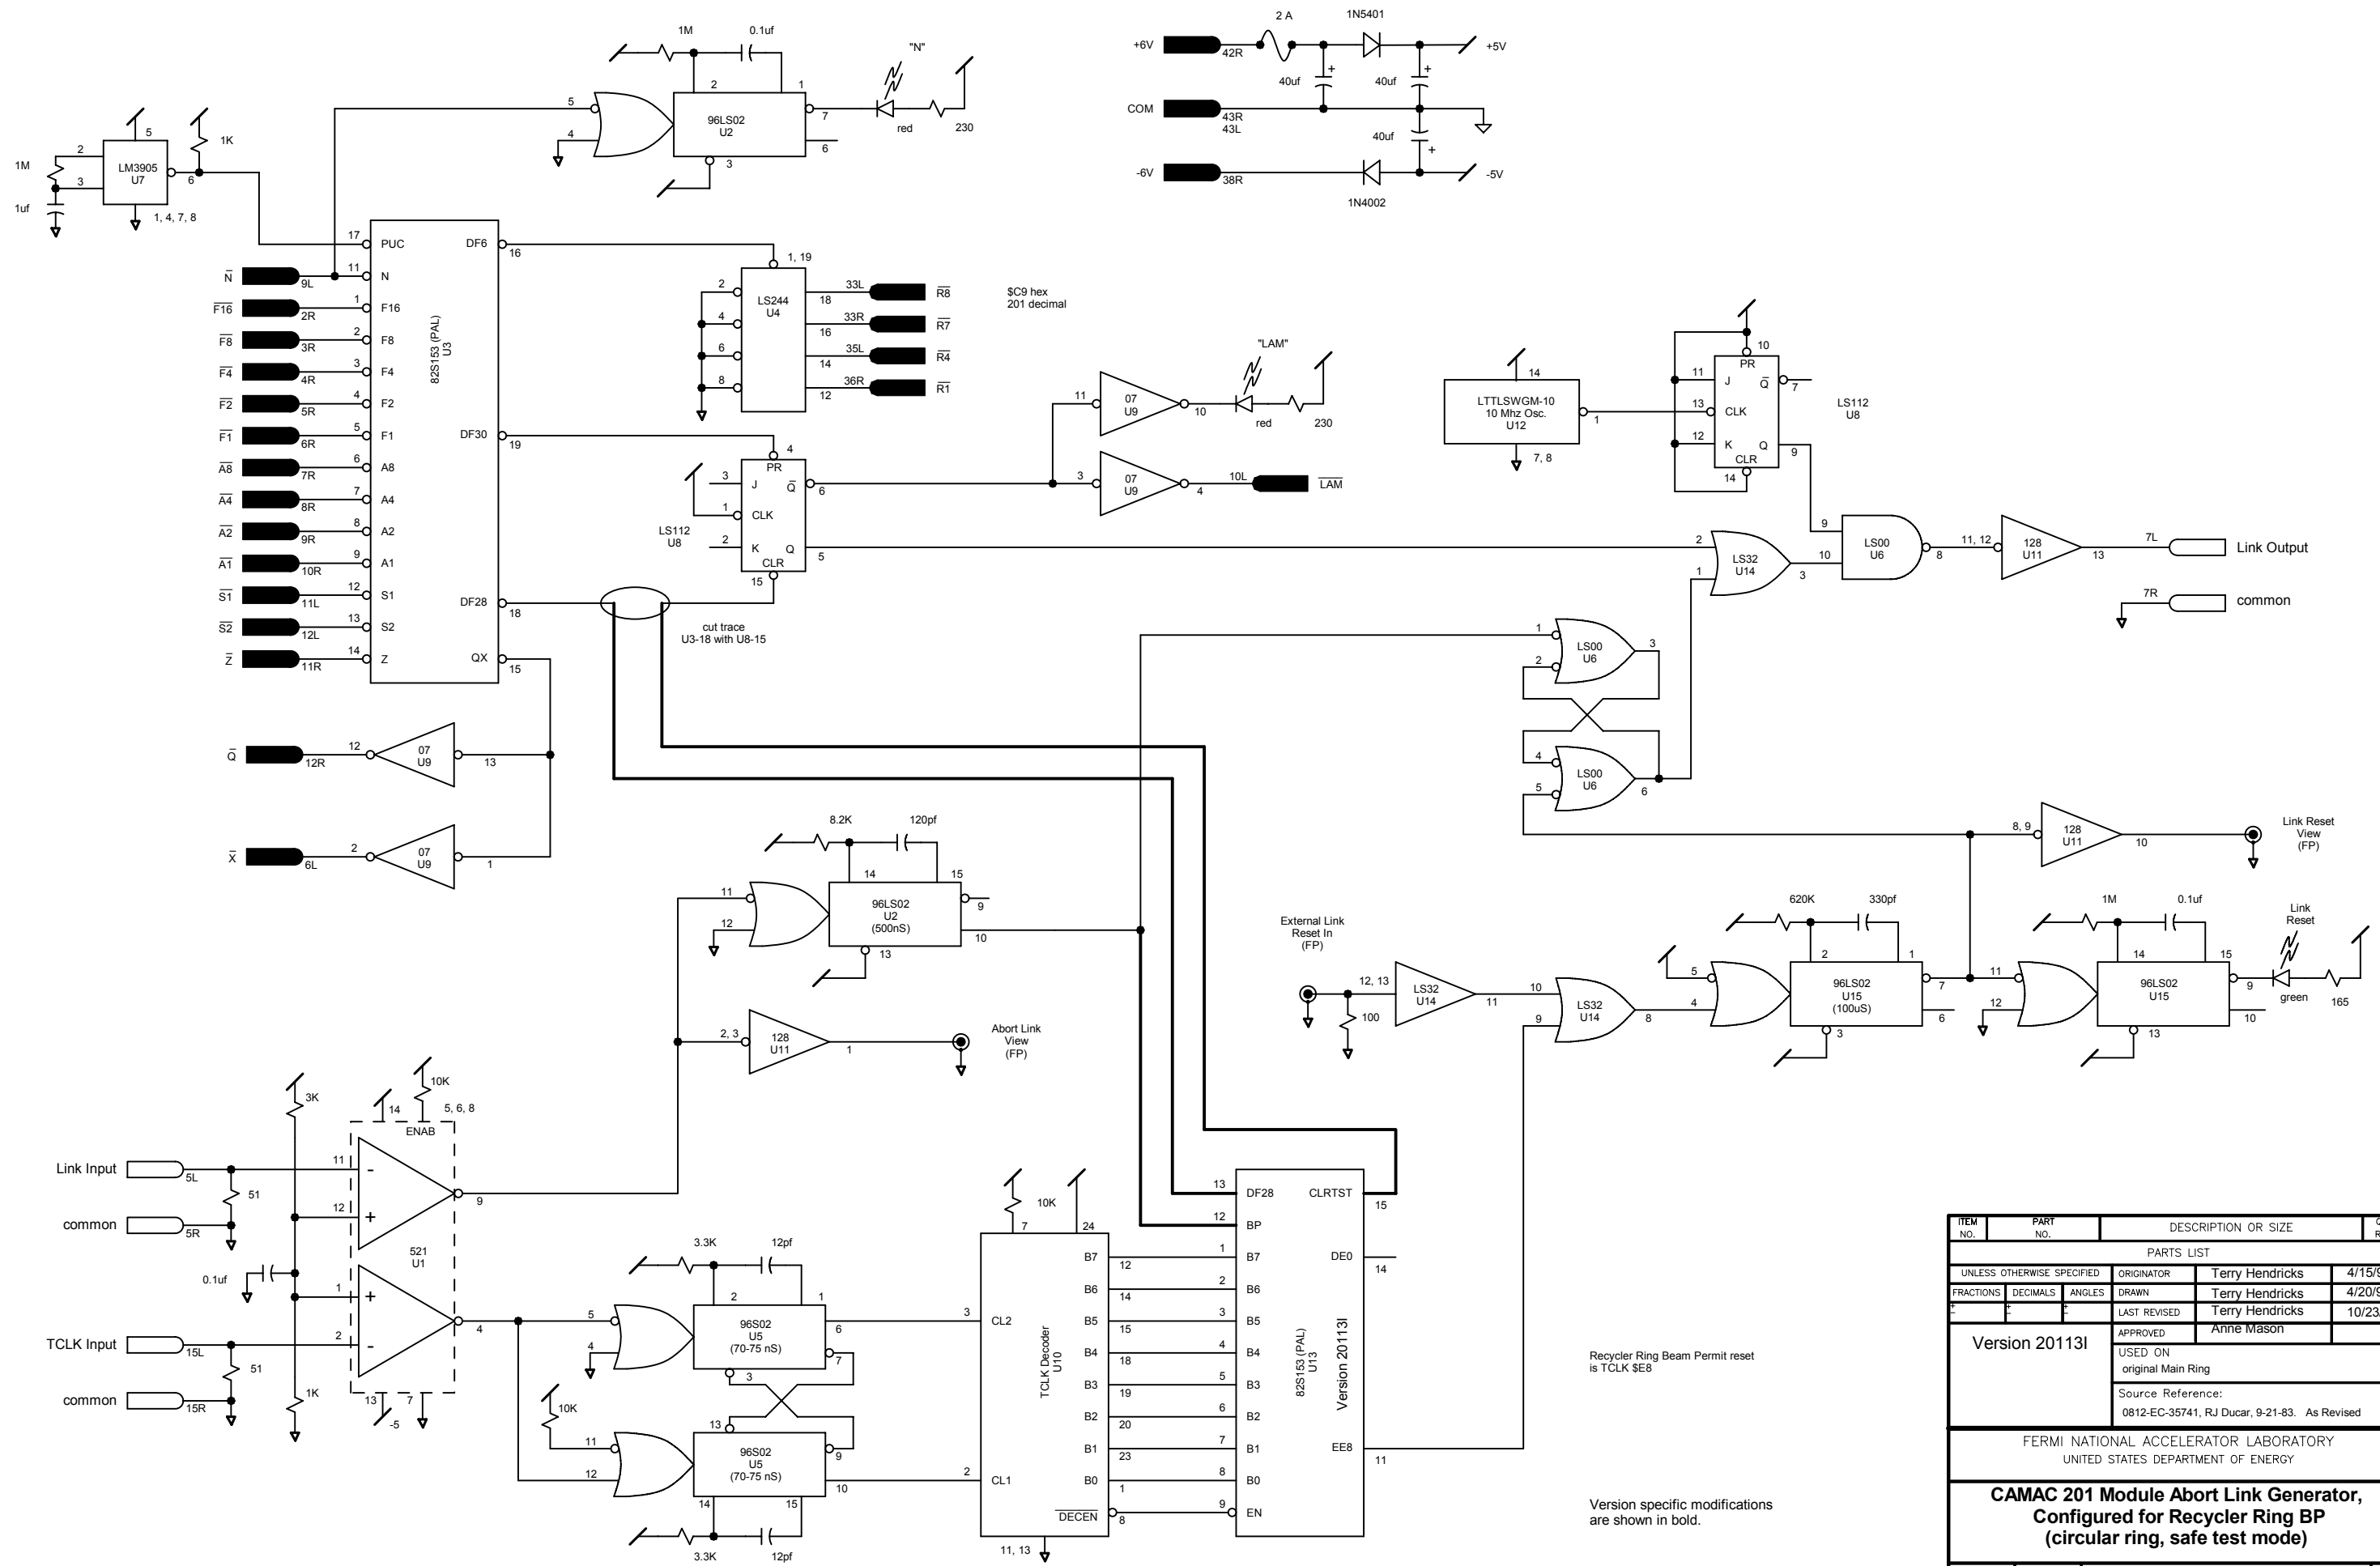 1M
0.1uf
"N"
2
1
5
4
96LS02
U2
7
6
3
red
230
2 A
1N5401
+6V
42R
40uf
+
40uf
+
+5V
COM
43R
43L
40uf
+
-6V
38R
1N4002
-5V
1M
1uf
2
3
5
LM3905
U7
6
1K
1, 4, 7, 8
82S153 (PAL)
U3
17
PUC
N
9L
11
N
F16
2R
1
F16
F8
3R
2
F8
F4
4R
3
F4
F2
5R
4
F2
F1
6R
5
F1
A8
7R
6
A8
A4
8R
7
A4
A2
9R
8
A2
A1
10R
9
A1
S1
11L
12
S1
S2
12L
13
S2
Z
11R
14
Z
DF6
16
DF30
19
DF28
18
QX
15
1, 19
LS244
U4
2
4
6
8
18
33L
R8
16
33R
R7
14
35L
R4
12
36R
R1
$C9 hex
201 decimal
4
PR
3
J
Q
6
1
CLK
LS112
U8
2
K
Q
5
CLR
15
cut trace
U3-18 with U8-15
11
07
U9
10
"LAM"
red
230
3
07
U9
4
10L
LAM
LTTLSWGM-10
10 Mhz Osc.
U12
14
1
7, 8
10
PR
11
J
Q
7
13
CLK
LS112
U8
12
K
Q
9
CLR
14
2
1
LS32
U14
3
9
10
LS00
U6
8
11, 12
128
U11
13
7L
Link Output
7R
common
1
2
LS00
U6
3
4
5
LS00
U6
6
Q
12R
12
07
U9
13
X
6L
2
07
U9
1
8.2K
120pf
14
15
11
12
96LS02
U2
(500nS)
9
10
13
2, 3
128
U11
1
Abort Link
View
(FP)
8, 9
128
U11
10
Link Reset
View
(FP)
External Link
Reset In
(FP)
100
12, 13
LS32
U14
11
10
9
LS32
U14
8
620K
330pf
2
1
5
4
96LS02
U15
(100uS)
7
6
3
1M
0.1uf
14
15
11
12
96LS02
U15
9
10
13
Link
Reset
green
165
3K
14
10K
5, 6, 8
ENAB
Link Input
5L
51
common
5R
11
-
12
+
9
521
U1
0.1uf
1
+
2
-
4
TCLK Input
15L
51
common
15R
1K
13
-5
7
3.3K
12pf
2
1
5
4
96S02
U5
(70-75 nS)
6
7
3
10K
13
11
12
96S02
U5
(70-75 nS)
9
10
14
15
3.3K
12pf
10K
7
24
TCLK Decoder
U10
3
CL2
2
CL1
B7
12
B6
14
B5
15
B4
18
B3
19
B2
20
B1
23
B0
1
DECEN
8
11, 13
82S153 (PAL)
U13
Version 20113I
13
DF28
12
BP
1
B7
2
B6
3
B5
4
B4
5
B3
6
B2
7
B1
8
B0
9
EN
CLRTST
15
DE0
14
EE8
11
Recycler Ring Beam Permit reset
is TCLK $E8
Version specific modifications
are shown in bold.
ITEM
NO.
PART
NO.
DESCRIPTION OR SIZE
PARTS LIST
UNLESS OTHERWISE SPECIFIED
ORIGINATOR
Terry Hendricks
4/15/9
FRACTIONS
DECIMALS
ANGLES
DRAWN
Terry Hendricks
4/20/9
±
±
±
LAST REVISED
Terry Hendricks
10/23/
Version 20113I
APPROVED
Anne Mason
USED ON
original Main Ring
Source Reference:
0812-EC-35741, RJ Ducar, 9-21-83. As Revised
FERMI NATIONAL ACCELERATOR LABORATORY
UNITED STATES DEPARTMENT OF ENERGY
CAMAC 201 Module Abort Link Generator,
Configured for Recycler Ring BP
(circular ring, safe test mode)